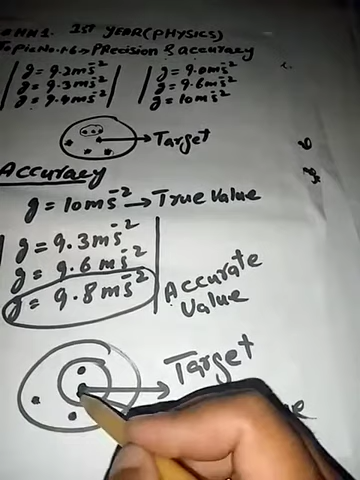 1. 1ST YEAR(PHYSICS)
Topic No. 1.6 → PRecision & accuracy
g = 9.2ms⁻² g = 9.0ms⁻²
g = 9.3ms⁻² g = 9.6ms⁻²
g = 9.4ms⁻² g = 10ms⁻²
Target
Accuracy
g = 10ms⁻² → True Value
g = 9.3ms⁻²
g = 9.6ms⁻²
g = 9.8ms⁻²
Accurate
Value
Target